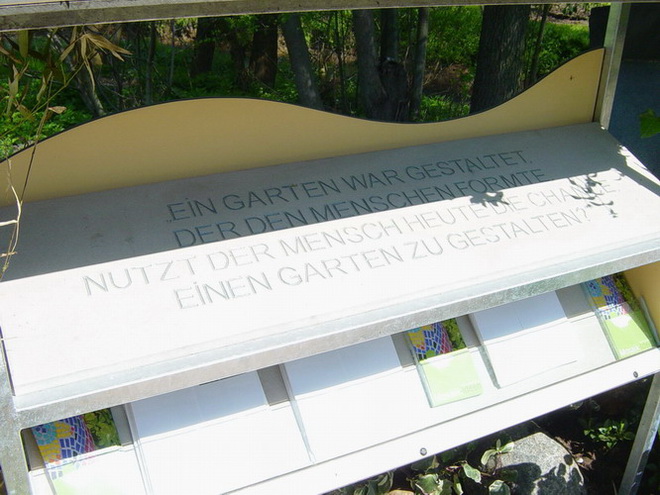 „EIN GARTEN WAR GESTALTET,
DER DEN MENSCHEN FORMTE.
NUTZT DER MENSCH HEUTE DIE CHANCE,
EINEN GARTEN ZU GESTALTEN?"